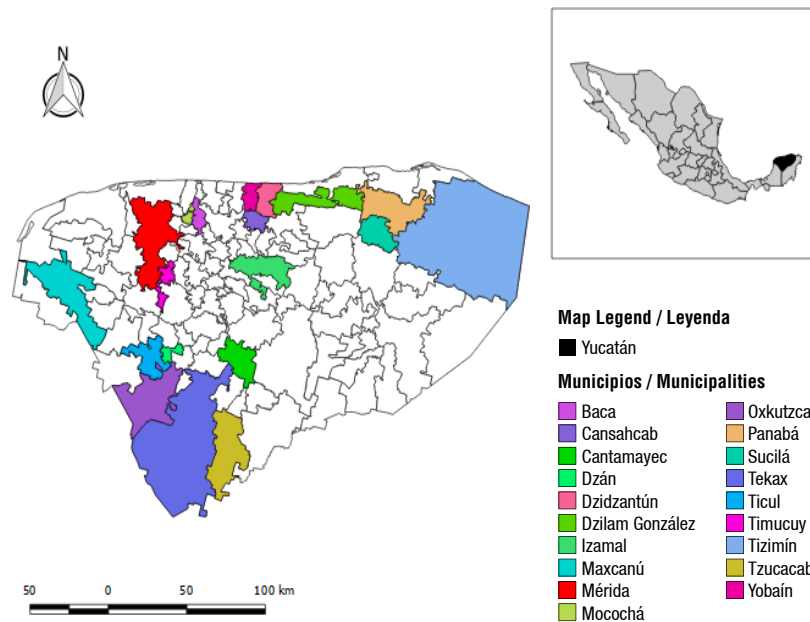 N
Map Legend / Leyenda
Yucatán
Municipios / Municipalities
Baca
Cansahcab
Cantamayec
Dzán
Dzidzantún
Dzilam González
Izamal
Maxcanú
Mérida
Mocochá
Oxkutzca
Panabá
Sucilá
Tekax
Ticul
Timucuy
Tizimín
Tzucacab
Yobaín
50 0 50 100 km